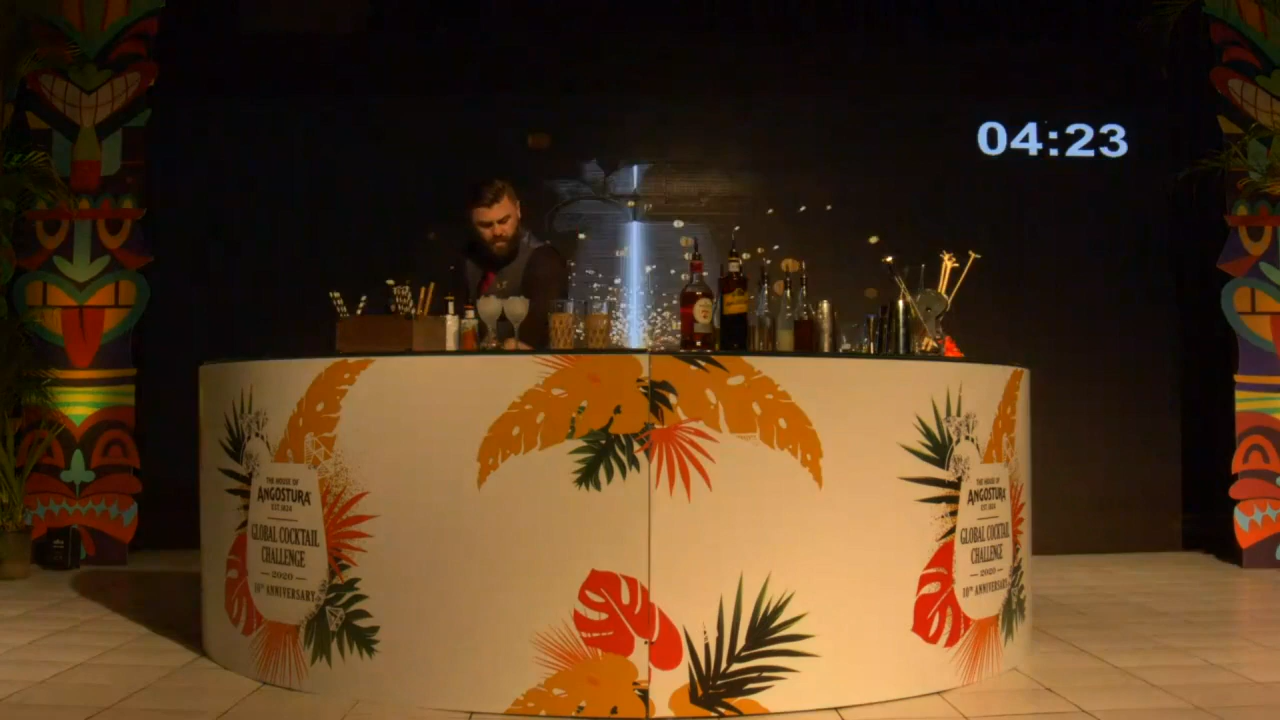 04:23
THE HOUSE OF
ANGOSTURA
EST. 1824
GLOBAL COCKTAIL
CHALLENGE
2020
10TH ANNIVERSARY
THE HOUSE OF
ANGOSTURA
EST. 1824
GLOBAL COCKTAIL
CHALLENGE
2020
10TH ANNIVERSARY